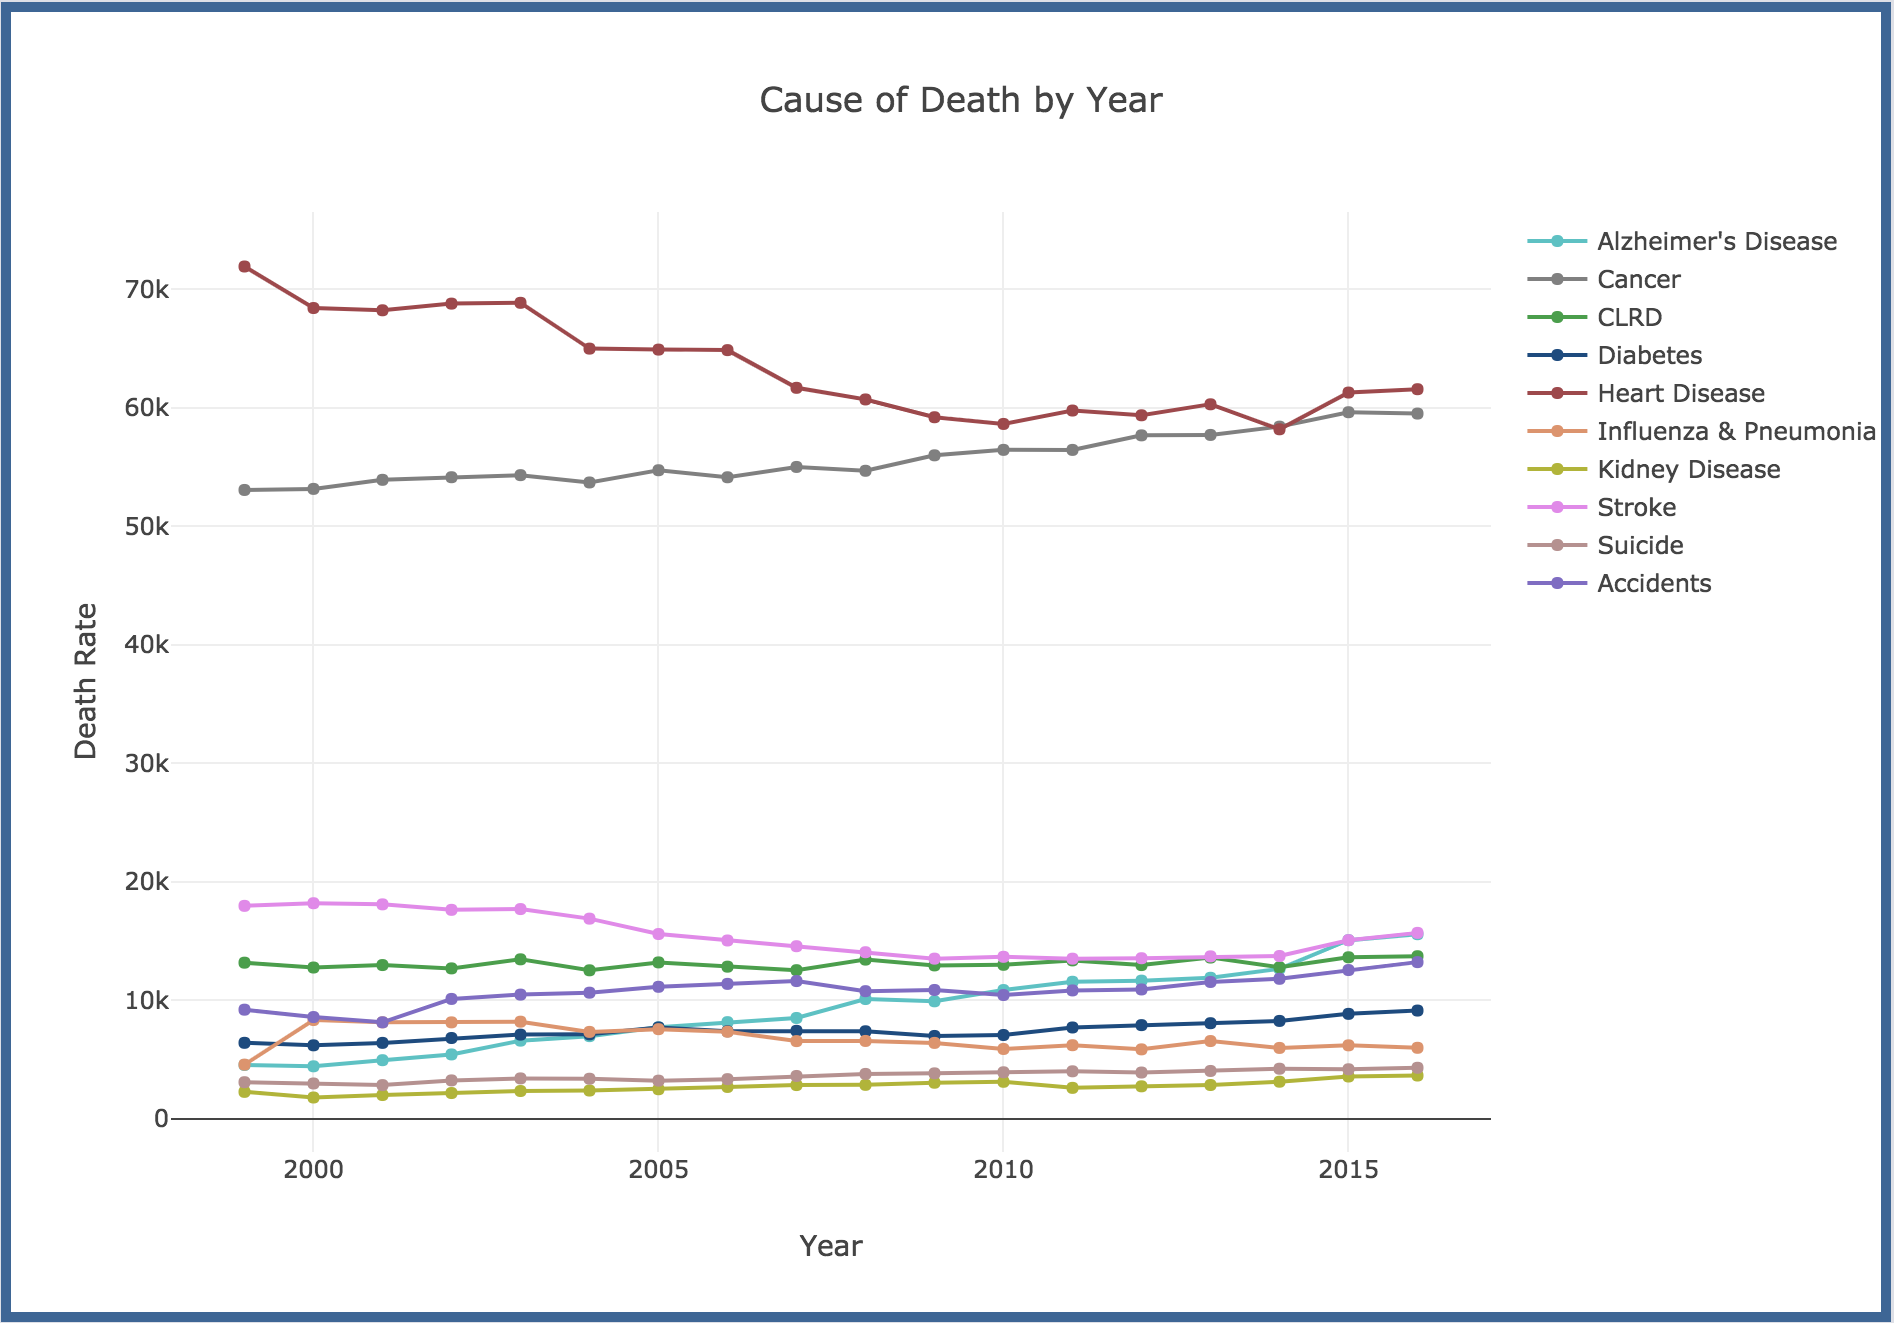 Cause of Death by Year
70k
60k
50k
40k
30k
20k
10k
0
Death Rate
2000
2005
2010
2015
Year
Alzheimer's Disease
Cancer
CLRD
Diabetes
Heart Disease
Influenza & Pneumonia
Kidney Disease
Stroke
Suicide
Accidents